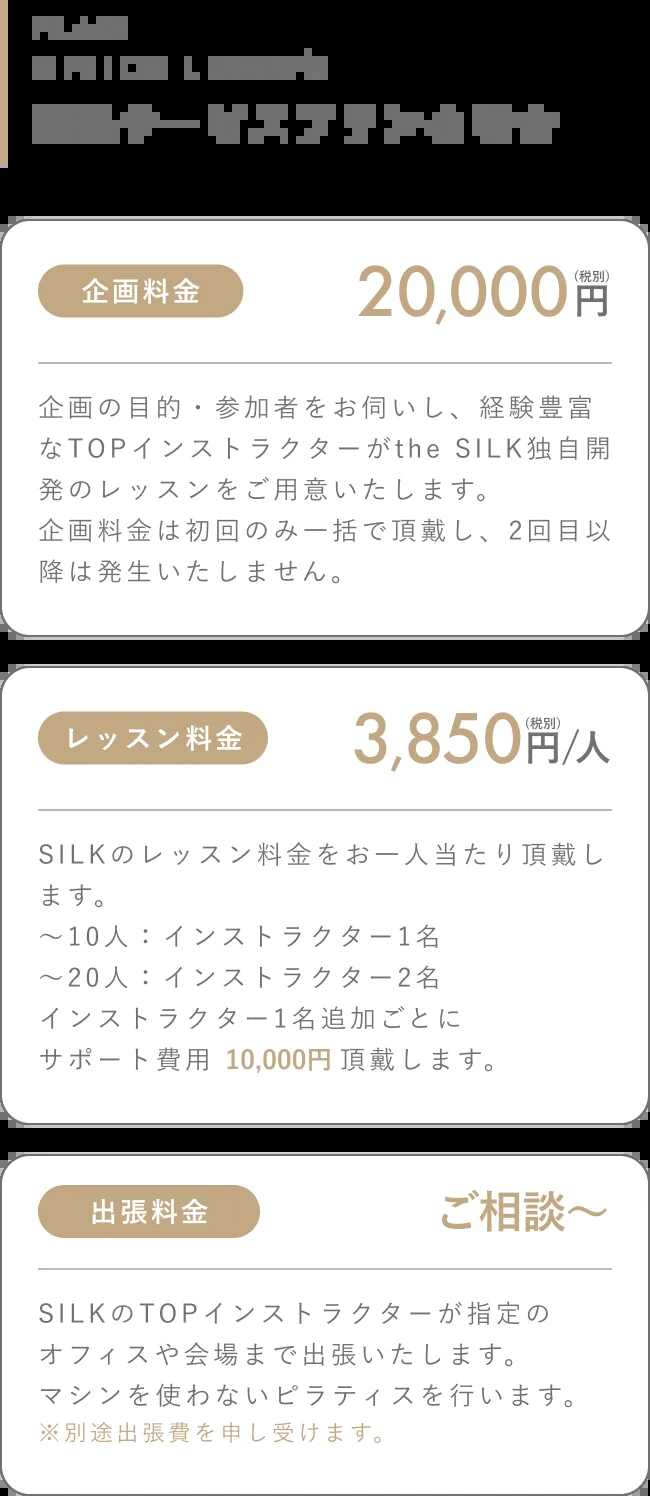 企画料金
20,000円(税別)
企画の目的・参加者をお伺いし、経験豊富
なTOPインストラクターがthe SILK独自開
発のレッスンをご用意いたします。
企画料金は初回のみ一括で頂戴し、2回目以
降は発生いたしません。
レッスン料金
3,850円(税別)/人
SILKのレッスン料金をお一人当たり頂戴し
ます。
〜10人：インストラクター1名
〜20人：インストラクター2名
インストラクター1名追加ごとに
サポート費用 10,000円 頂戴します。
出張料金
ご相談〜
SILKのTOPインストラクターが指定の
オフィスや会場まで出張いたします。
マシンを使わないピラティスを行います。
※別途出張費を申し受けます。